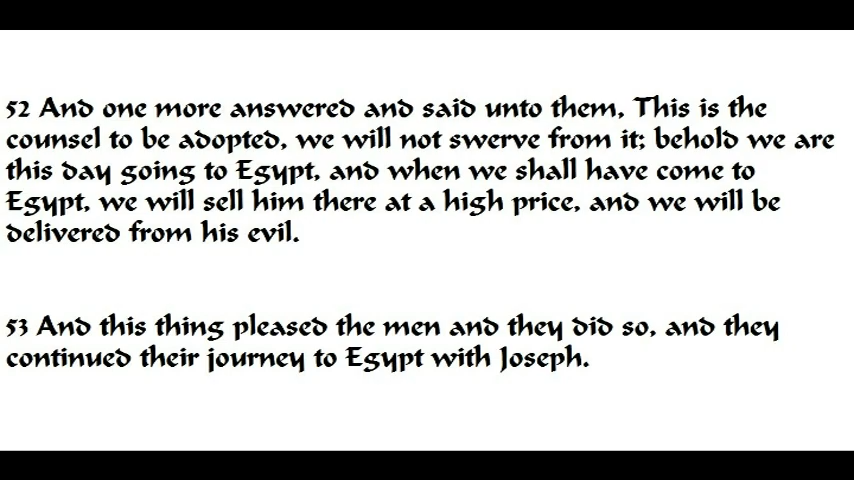 52 And one more answered and said unto them, This is the
counsel to be adopted, we will not swerve from it; behold we are
this day going to Egypt, and when we shall have come to
Egypt, we will sell him there at a high price, and we will be
delivered from his evil.
53 And this thing pleased the men and they did so, and they
continued their journey to Egypt with Joseph.